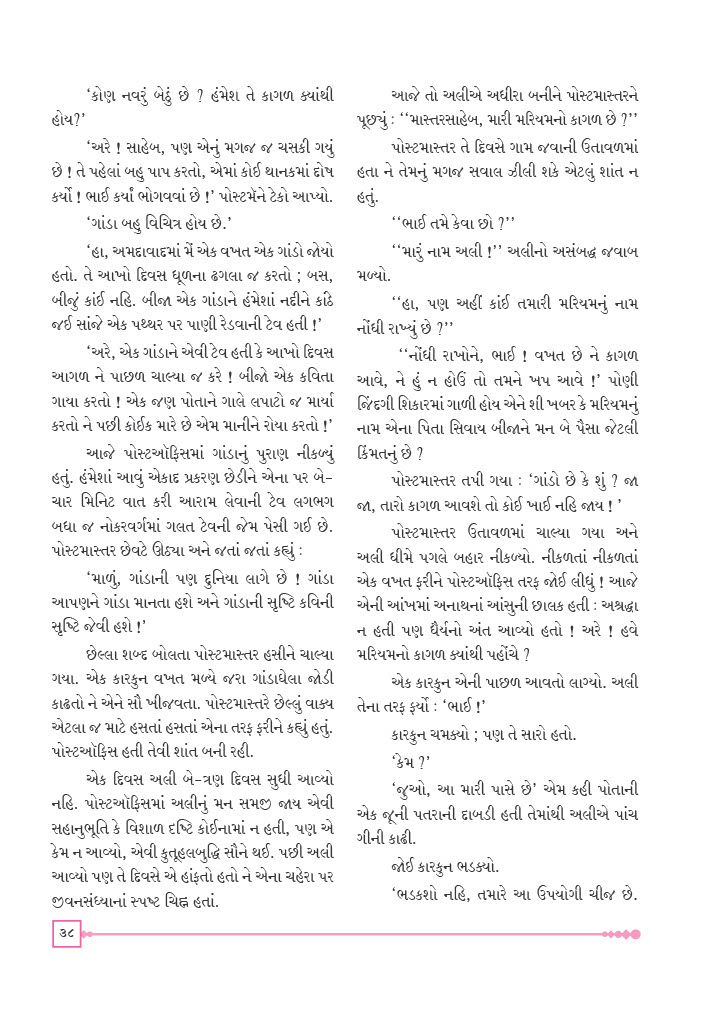 ‘કોણ નવરું બેઠું છે ? હંમેશ તે કાગળ ક્યાંથી
હોય?’
‘અરે ! સાહેબ, પણ એનું મગજ જ ચસકી ગયું
છે ! તે પહેલાં બહુ પાપ કરતો, એમાં કોઈ થાનકમાં દોષ
કર્યો ! ભાઈ કર્યાં ભોગવવાં છે !’ પોસ્ટમૅને ટેકો આપ્યો.
‘ગાંડા બહુ વિચિત્ર હોય છે.’
‘હા, અમદાવાદમાં મેં એક વખત એક ગાંડો જોયો
હતો. તે આખો દિવસ ધૂળના ઢગલા જ કરતો ; બસ,
બીજું કાંઈ નહિ. બીજા એક ગાંડાને હંમેશાં નદીને કાંઠે
જઈ સાંજે એક પથ્થર પર પાણી રેડવાની ટેવ હતી !’
‘અરે, એક ગાંડાને એવી ટેવ હતી કે આખો દિવસ
આગળ ને પાછળ ચાલ્યા જ કરે ! બીજો એક કવિતા
ગાયા કરતો ! એક જણ પોતાને ગાલે લપાટો જ માર્યા
કરતો ને પછી કોઈક મારે છે એમ માનીને રોયા કરતો !’
આજે પોસ્ટઑફિસમાં ગાંડાનું પુરાણ નીકળ્યું
હતું. હંમેશાં આવું એકાદ પ્રકરણ છેડીને એના પર બે-
ચાર મિનિટ વાત કરી આરામ લેવાની ટેવ લગભગ
બધા જ નોકરવર્ગમાં ગલત ટેવની જેમ પેસી ગઈ છે.
પોસ્ટમાસ્તર છેવટે ઊઠ્યા અને જતાં જતાં કહ્યું :
‘માળું, ગાંડાની પણ દુનિયા લાગે છે ! ગાંડા
આપણને ગાંડા માનતા હશે અને ગાંડાની સૃષ્ટિ કવિની
સૃષ્ટિ જેવી હશે !’
છેલ્લા શબ્દ બોલતા પોસ્ટમાસ્તર હસીને ચાલ્યા
ગયા. એક કારકુન વખત મળ્યે જરા ગાંડાઘેલા જોડી
કાઢતો ને એને સૌ ખીજવતા. પોસ્ટમાસ્તરે છેલ્લું વાક્ય
એટલા જ માટે હસતાં હસતાં એના તરફ ફરીને કહ્યું હતું.
પોસ્ટઑફિસ હતી તેવી શાંત બની રહી.
એક દિવસ અલી બે-ત્રણ દિવસ સુધી આવ્યો
નહિ. પોસ્ટઑફિસમાં અલીનું મન સમજી જાય એવી
સહાનુભૂતિ કે વિશાળ દૃષ્ટિ કોઈનામાં ન હતી, પણ એ
કેમ ન આવ્યો, એવી કુતૂહલબુદ્ધિ સૌને થઈ. પછી અલી
આવ્યો પણ તે દિવસે એ હાંફતો હતો ને એના ચહેરા પર
જીવનસંધ્યાનાં સ્પષ્ટ ચિહ્ન હતાં.
આજે તો અલીએ અધીરા બનીને પોસ્ટમાસ્તરને
પૂછ્યું : ‘‘માસ્તરસાહેબ, મારી મરિયમનો કાગળ છે ?’’
પોસ્ટમાસ્તર તે દિવસે ગામ જવાની ઉતાવળમાં
હતા ને તેમનું મગજ સવાલ ઝીલી શકે એટલું શાંત ન
હતું.
‘‘ભાઈ તમે કેવા છો ?’’
‘‘મારું નામ અલી !’’ અલીનો અસંબદ્ધ જવાબ
મળ્યો.
‘‘હા, પણ અહીં કાંઈ તમારી મરિયમનું નામ
નોંધી રાખ્યું છે ?’’
‘‘નોંધી રાખોને, ભાઈ ! વખત છે ને કાગળ
આવે, ને હું ન હોઉં તો તમને ખપ આવે !’ પોણી
જિંદગી શિકારમાં ગાળી હોય એને શી ખબર કે મરિયમનું
નામ એના પિતા સિવાય બીજાને મન બે પૈસા જેટલી
કિંમતનું છે ?
પોસ્ટમાસ્તર તપી ગયા : ‘ગાંડો છે કે શું ? જા
જા, તારો કાગળ આવશે તો કોઈ ખાઈ નહિ જાય ! ’
પોસ્ટમાસ્તર ઉતાવળમાં ચાલ્યા ગયા અને
અલી ધીમે પગલે બહાર નીકળ્યો. નીકળતાં નીકળતાં
એક વખત ફરીને પોસ્ટઑફિસ તરફ જોઈ લીધું ! આજે
એની આંખમાં અનાથનાં આંસુની છાલક હતી : અશ્રદ્ધા
ન હતી પણ ધૈર્યનો અંત આવ્યો હતો ! અરે ! હવે
મરિયમનો કાગળ ક્યાંથી પહોંચે ?
એક કારકુન એની પાછળ આવતો લાગ્યો. અલી
તેના તરફ ફર્યો : ‘ભાઈ !’
કારકુન ચમક્યો ; પણ તે સારો હતો.
‘કેમ ?’
‘જુઓ, આ મારી પાસે છે’ એમ કહી પોતાની
એક જૂની પતરાની દાબડી હતી તેમાંથી અલીએ પાંચ
ગીની કાઢી.
જોઈ કારકુન ભડક્યો.
‘ભડકશો નહિ, તમારે આ ઉપયોગી ચીજ છે.
૩૮